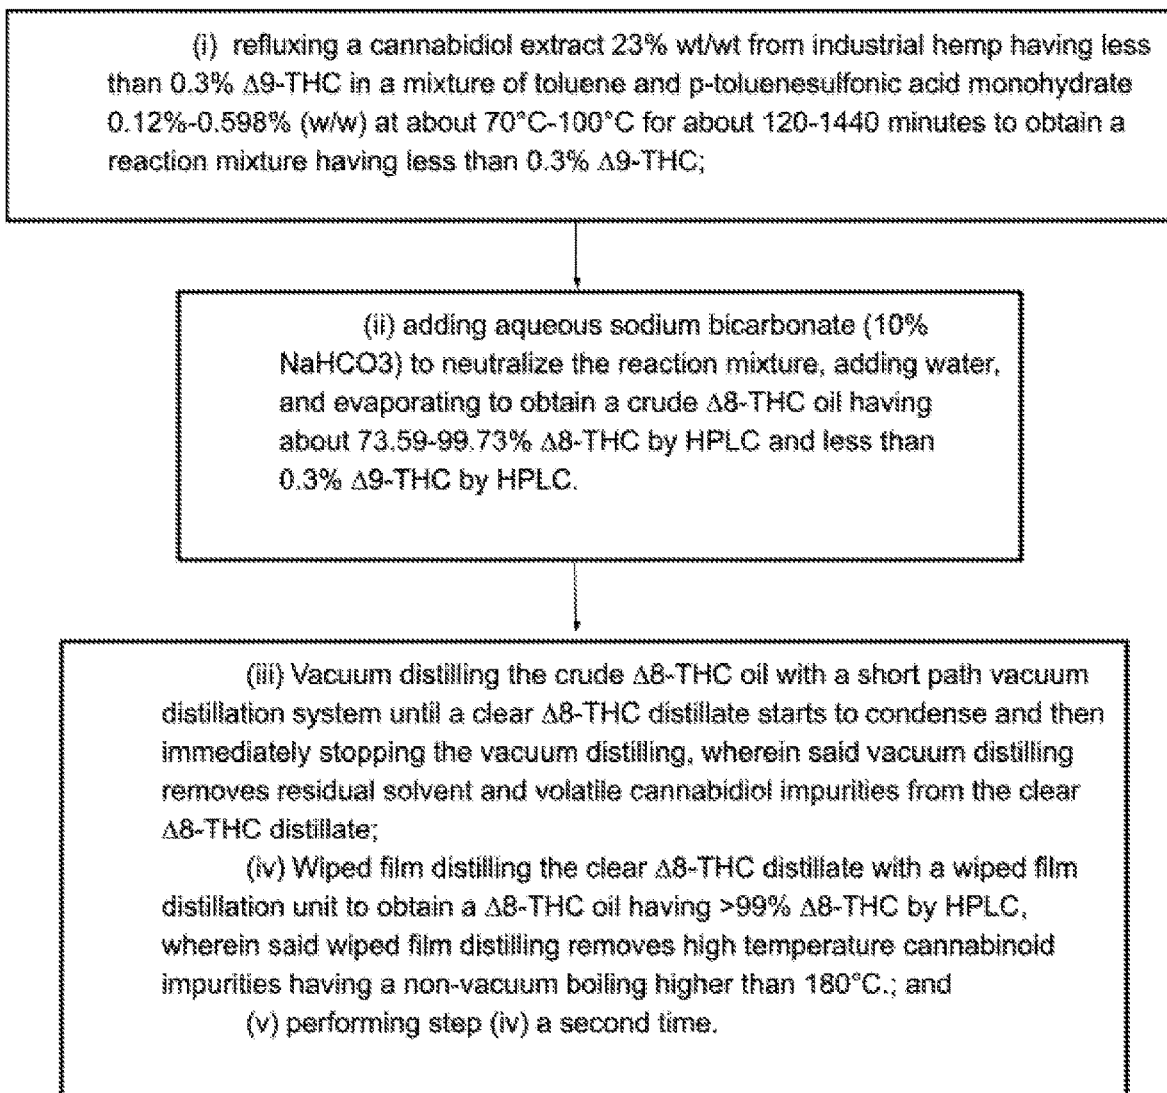 (i) refluxing a cannabidiol extract 23% wt/wt from industrial hemp having less
than 0.3% Δ9-THC in a mixture of toluene and p-toluenesulfonic acid monohydrate
0.12%-0.598% (w/w) at about 70°C-100°C for about 120-1440 minutes to obtain a
reaction mixture having less than 0.3% Δ9-THC;
(ii) adding aqueous sodium bicarbonate (10%
NaHCO3) to neutralize the reaction mixture, adding water,
and evaporating to obtain a crude Δ8-THC oil having
about 73.59-99.73% Δ8-THC by HPLC and less than
0.3% Δ9-THC by HPLC.
(iii) Vacuum distilling the crude Δ8-THC oil with a short path vacuum
distillation system until a clear Δ8-THC distillate starts to condense and then
immediately stopping the vacuum distilling, wherein said vacuum distilling
removes residual solvent and volatile cannabidiol impurities from the clear
Δ8-THC distillate;
(iv) Wiped film distilling the clear Δ8-THC distillate with a wiped film
distillation unit to obtain a Δ8-THC oil having >99% Δ8-THC by HPLC,
wherein said wiped film distilling removes high temperature cannabinoid
impurities having a non-vacuum boiling higher than 180°C.; and
(v) performing step (iv) a second time.